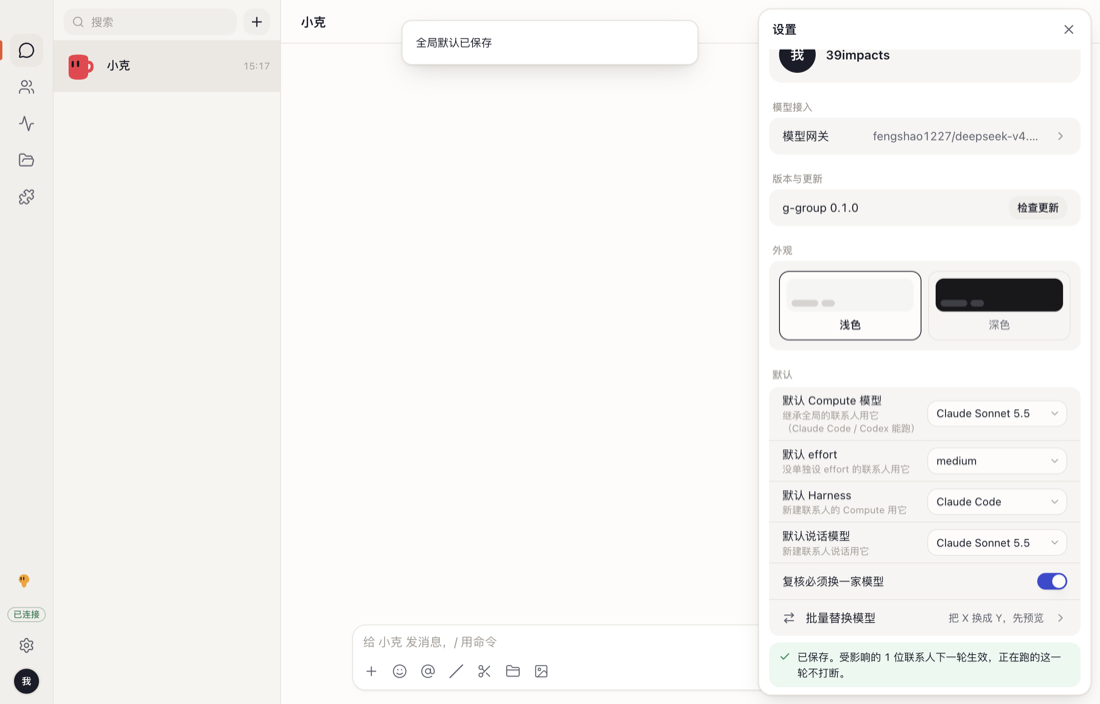 搜索
小克
15:17
已连接
我
小克
全局默认已保存
给 小克 发消息，/ 用命令
设置
我
39impacts
模型接入
模型网关
fengshao1227/deepseek-v4....
版本与更新
g-group 0.1.0
检查更新
外观
浅色
深色
默认
默认 Compute 模型
继承全局的联系人用它
（Claude Code / Codex 能跑）
Claude Sonnet 5.5
默认 effort
没单独设 effort 的联系人用它
medium
默认 Harness
新建联系人的 Compute 用它
Claude Code
默认说话模型
新建联系人说话用它
Claude Sonnet 5.5
复核必须换一家模型
批量替换模型
把 X 换成 Y，先预览
已保存。受影响的 1 位联系人下一轮生效，正在跑的这一
轮不打断。